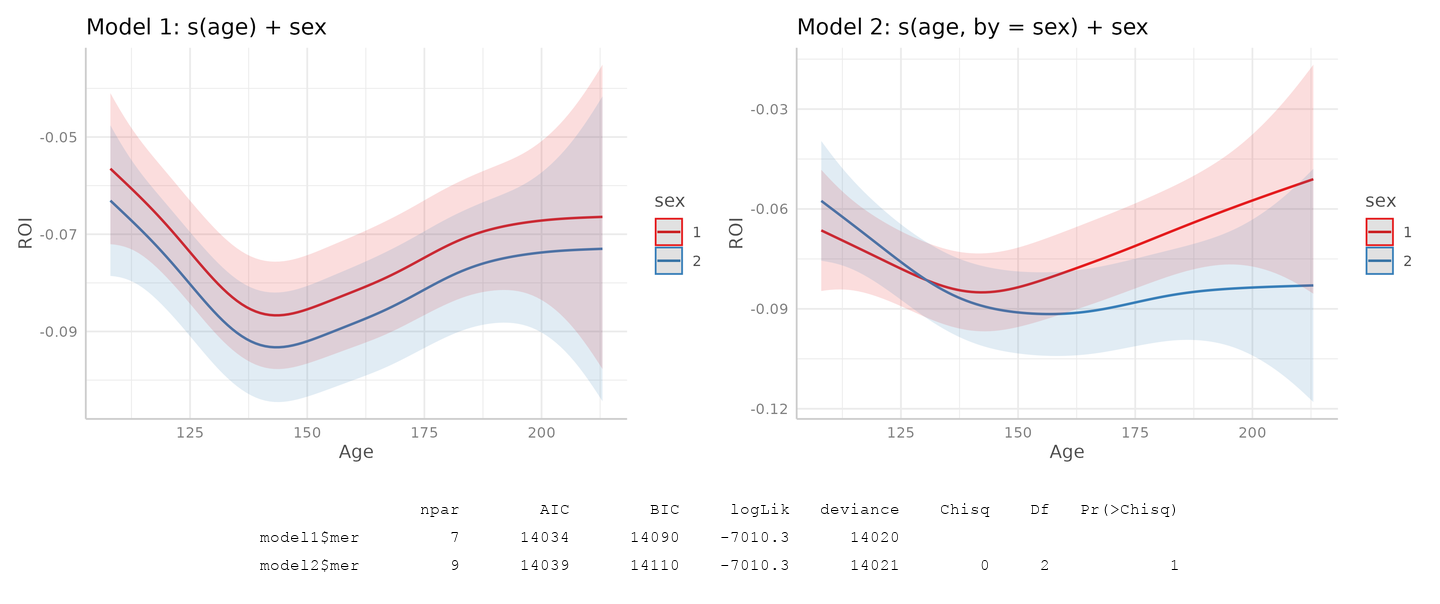 Model 1: s(age) + sex
-0.05
-0.07
-0.09
ROI
125 150 175 200
Age
sex
1
2
Model 2: s(age, by = sex) + sex
-0.03
-0.06
-0.09
-0.12
ROI
125 150 175 200
Age
sex
1
2
npar AIC BIC logLik deviance Chisq Df Pr(>Chisq)
model1$mer 7 14034 14090 -7010.3 14020
model2$mer 9 14039 14110 -7010.3 14021 0 2 1